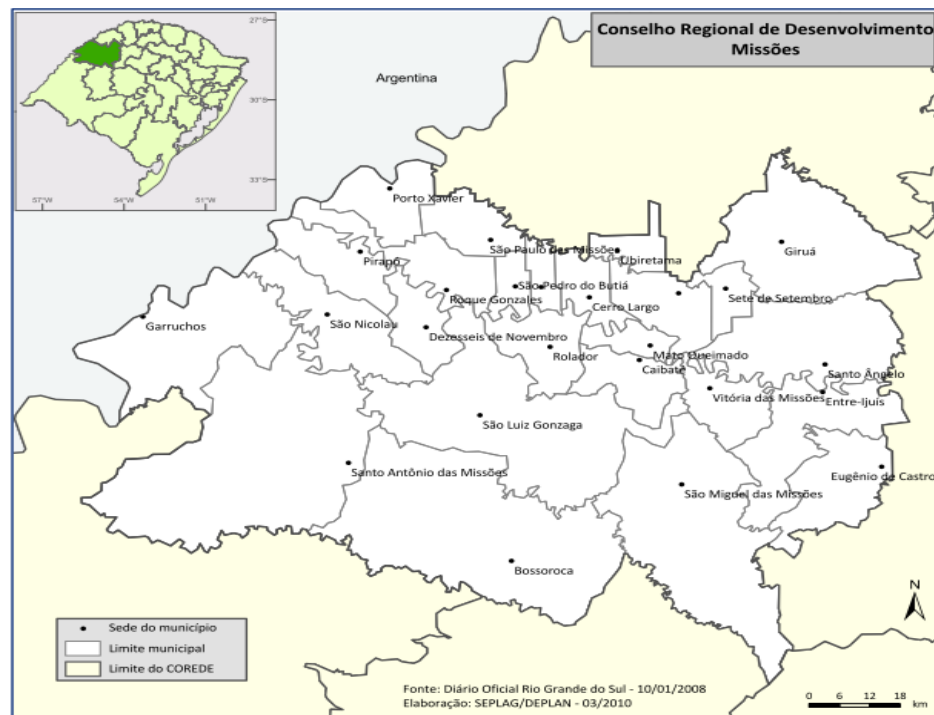 Conselho Regional de Desenvolvimento
Missões
27°S
30°S
33°S
57°W
54°W
51°W
Argentina
Porto Xavier
São Paulo das Missões
Ubiretama
Giruá
Pirapó
São Pedro do Butiá
Roque Gonzales
Cerro Largo
Sete de Setembro
Garruchos
São Nicolau
Dezesseis de Novembro
Rolador
Mato Queimado
Caibaté
Santo Ângelo
Vitória das Missões
Entre-Ijuís
São Luiz Gonzaga
Santo Antônio das Missões
São Miguel das Missões
Eugênio de Castro
Bossoroca
N
Sede do município
Limite municipal
Limite do COREDE
Fonte: Diário Oficial Rio Grande do Sul - 10/01/2008
Elaboração: SEPLAG/DEPLAN - 03/2010
0 6 12 18
km